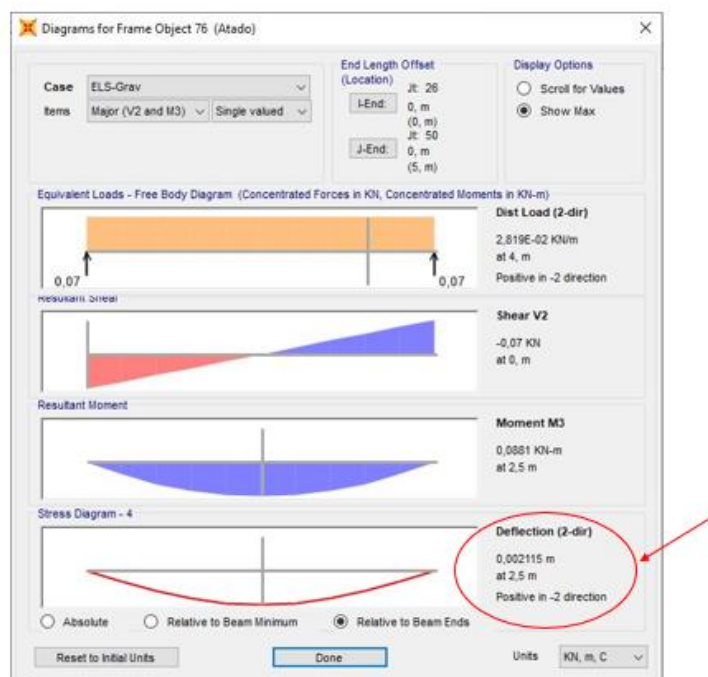 Diagrams for Frame Object 76 (Atado)
Case ELS-Grav
Items Major (V2 and M3) Single valued
End Length Offset
(Location)
I-End: Jt: 26
0, m
(0, m)
J-End: Jt: 50
0, m
(5, m)
Display Options
Scroll for Values
Show Max
Equivalent Loads - Free Body Diagram (Concentrated Forces in KN, Concentrated Moments in KN-m)
0,07
0,07
Dist Load (2-dir)
2,819E-02 KN/m
at 4, m
Positive in -2 direction
Resultant Shear
Shear V2
-0,07 KN
at 0, m
Resultant Moment
Moment M3
0,0881 KN-m
at 2,5 m
Stress Diagram - 4
Deflection (2-dir)
0,002115 m
at 2,5 m
Positive in -2 direction
Absolute Relative to Beam Minimum Relative to Beam Ends
Reset to Initial Units Done Units KN, m, C